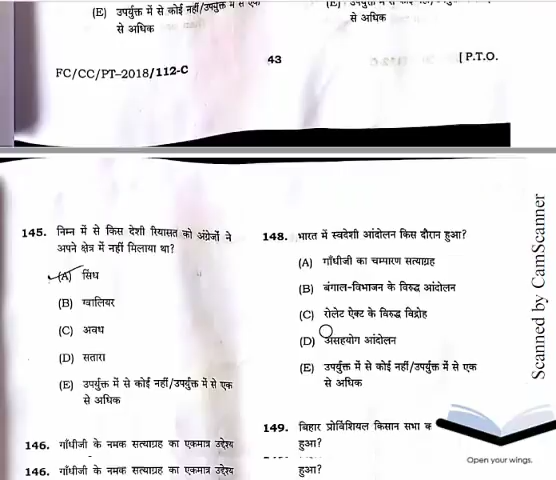 (E) उपर्युक्त में से कोई नहीं/उपर्युक्त में से एक
से अधिक
से अधिक
FC/CC/PT–2018/112-C
43
[ P.T.O.
145. निम्न में से किस देशी रियासत को अंग्रेजों ने
अपने क्षेत्र में नहीं मिलाया था?
(A) सिंध
(B) ग्वालियर
(C) अवध
(D) सतारा
(E) उपर्युक्त में से कोई नहीं/उपर्युक्त में से एक
से अधिक
146. गाँधीजी के नमक सत्याग्रह का एकमात्र उद्देश्य
146. गाँधीजी के नमक सत्याग्रह का एकमात्र उद्देश्य
148. भारत में स्वदेशी आंदोलन किस दौरान हुआ?
(A) गाँधीजी का चम्पारण सत्याग्रह
(B) बंगाल-विभाजन के विरुद्ध आंदोलन
(C) रोलेट ऐक्ट के विरुद्ध विद्रोह
(D) असहयोग आंदोलन
(E) उपर्युक्त में से कोई नहीं/उपर्युक्त में से एक
से अधिक
149. बिहार प्रोविंशियल किसान सभा क
हुआ?
हुआ?
Scanned by CamScanner
Open your wings.